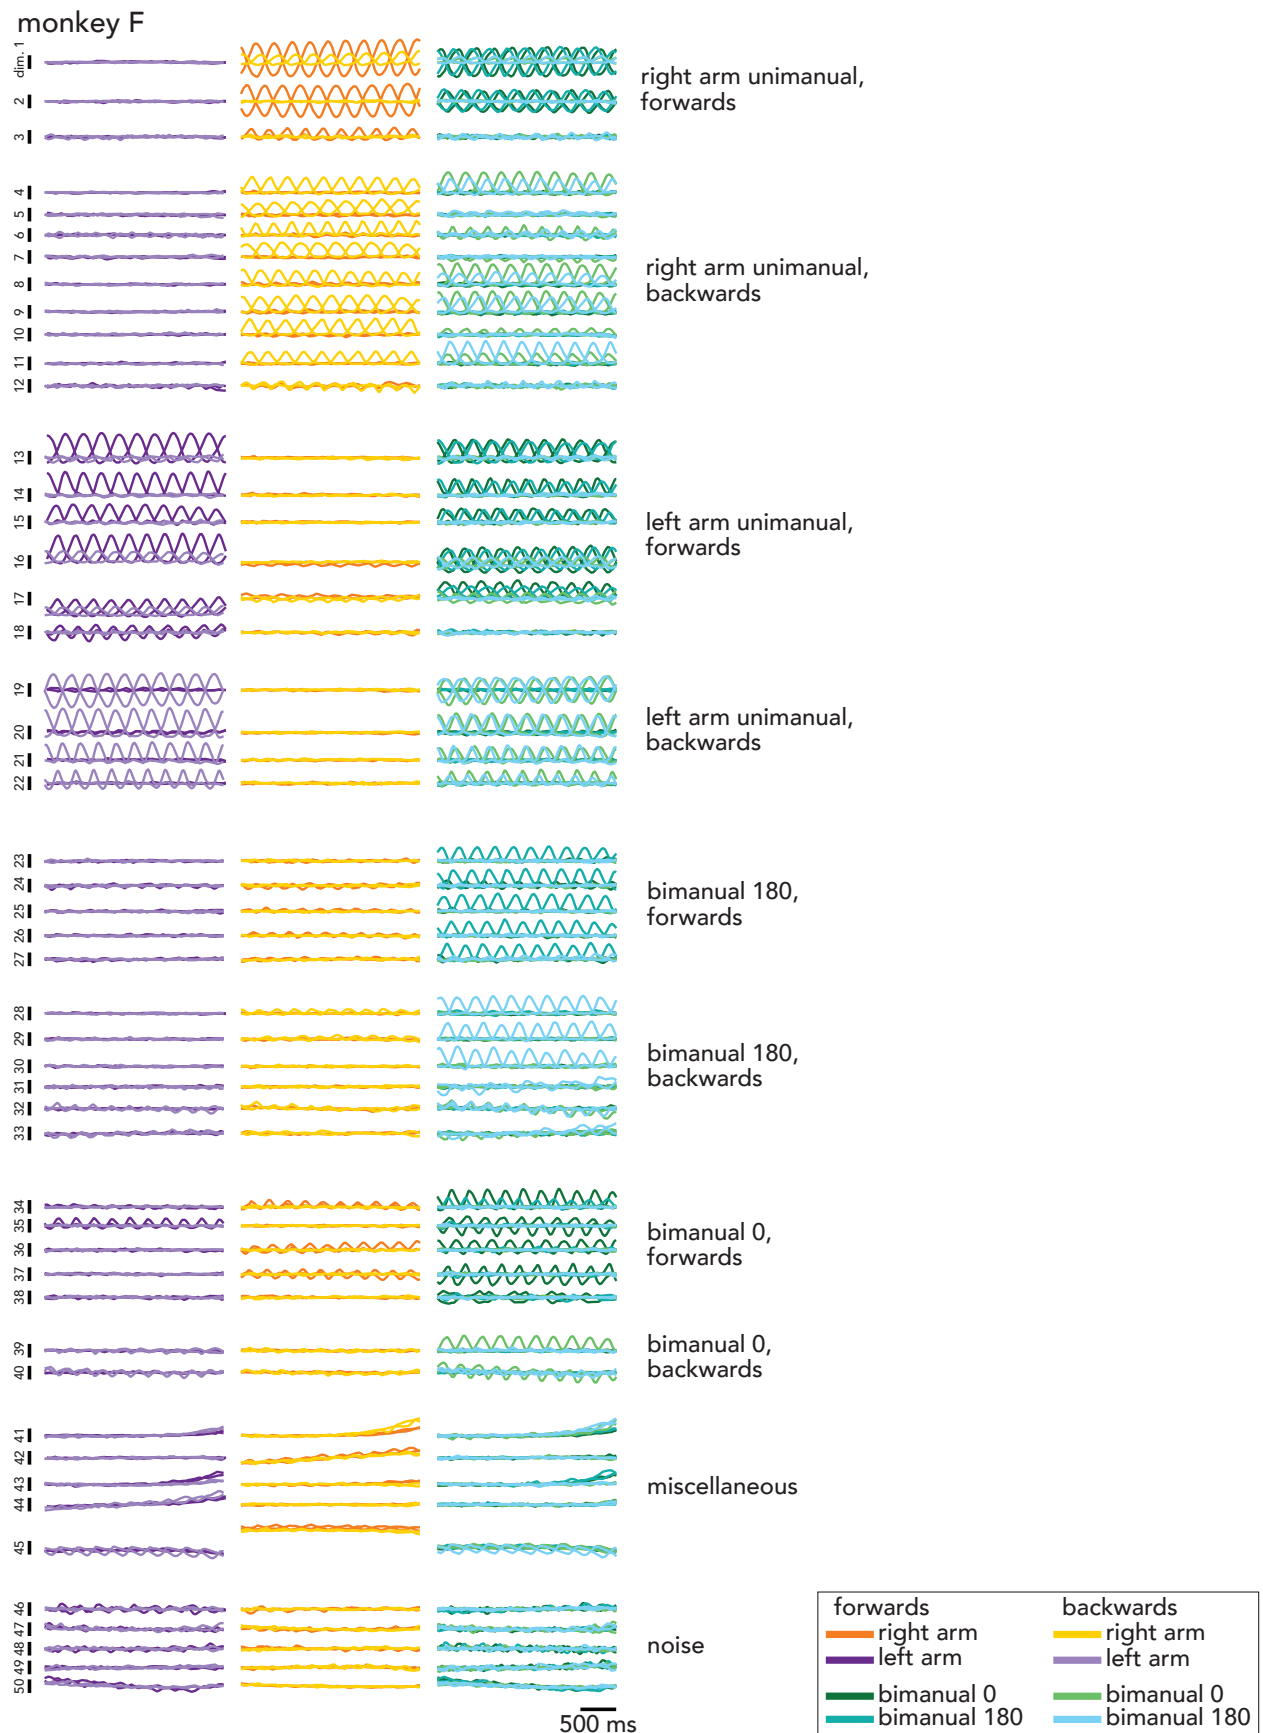 monkey F
dim. 1
2
3
right arm unimanual,
forwards
4
5
6
7
8
9
10
11
12
right arm unimanual,
backwards
13
14
15
16
17
18
left arm unimanual,
forwards
19
20
21
22
left arm unimanual,
backwards
23
24
25
26
27
bimanual 180,
forwards
28
29
30
31
32
33
bimanual 180,
backwards
34
35
36
37
38
bimanual 0,
forwards
39
40
bimanual 0,
backwards
41
42
43
44
45
miscellaneous
46
47
48
49
50
noise
500 ms
forwards
right arm
left arm
bimanual 0
bimanual 180
backwards
right arm
left arm
bimanual 0
bimanual 180